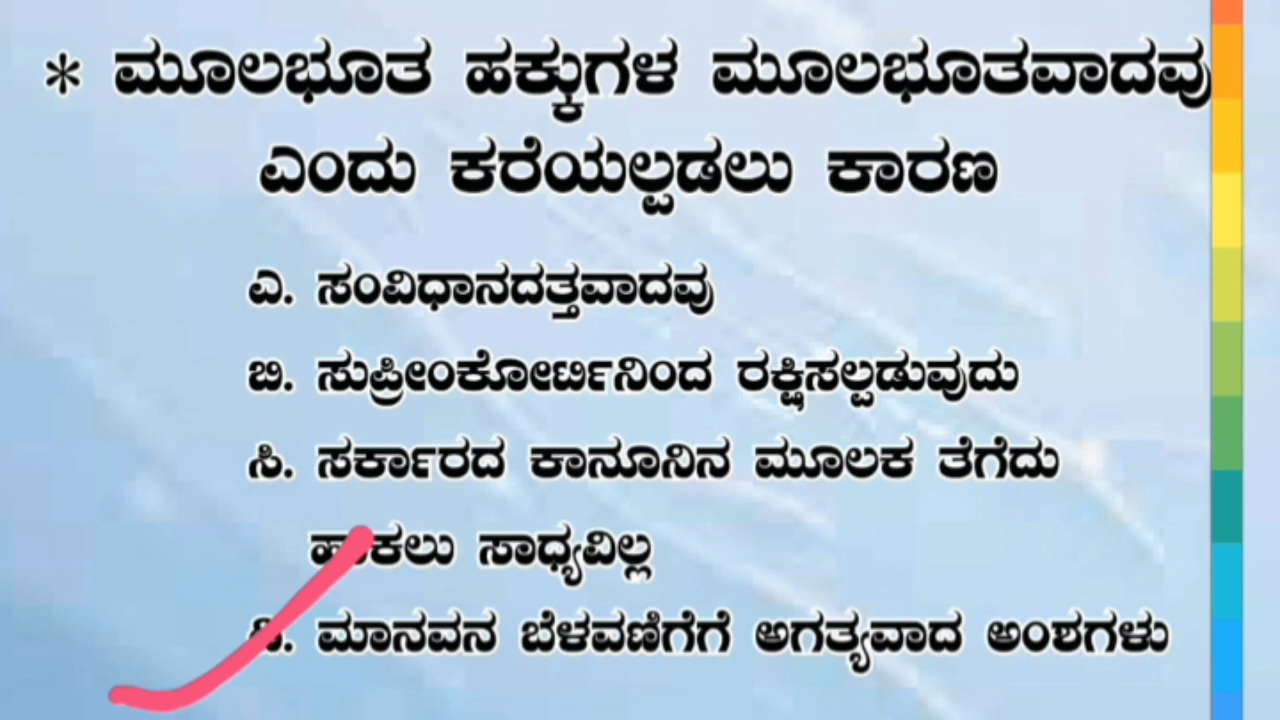 * ಮೂಲಭೂತ ಹಕ್ಕುಗಳ ಮೂಲಭೂತವಾದವು
ಎಂದು ಕರೆಯಲ್ಪಡಲು ಕಾರಣ
ಎ. ಸಂವಿಧಾನದತ್ತವಾದವು
ಬಿ. ಸುಪ್ರೀಂಕೋರ್ಟಿನಿಂದ ರಕ್ಷಿಸಲ್ಪಡುವುದು
ಸಿ. ಸರ್ಕಾರದ ಕಾನೂನಿನ ಮೂಲಕ ತೆಗೆದು
ಹಾಕಲು ಸಾಧ್ಯವಿಲ್ಲ
ಡಿ. ಮಾನವನ ಬೆಳವಣಿಗೆಗೆ ಅಗತ್ಯವಾದ ಅಂಶಗಳು